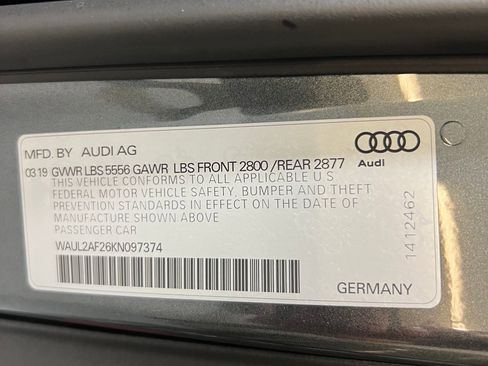 MFD. BY AUDI AG
03 19 GVWR LBS 5556 GAWR LBS FRONT 2800 /REAR 2877
THIS VEHICLE CONFORMS TO ALL APPLICABLE U S
FEDERAL MOTOR VEHICLE SAFETY, BUMPER AND THEFT
PREVENTION STANDARDS IN EFFECT ON THE DATE OF
MANUFACTURE SHOWN ABOVE
PASSENGER CAR
WAUL2AF26KN097374
Audi
1412462
GERMANY